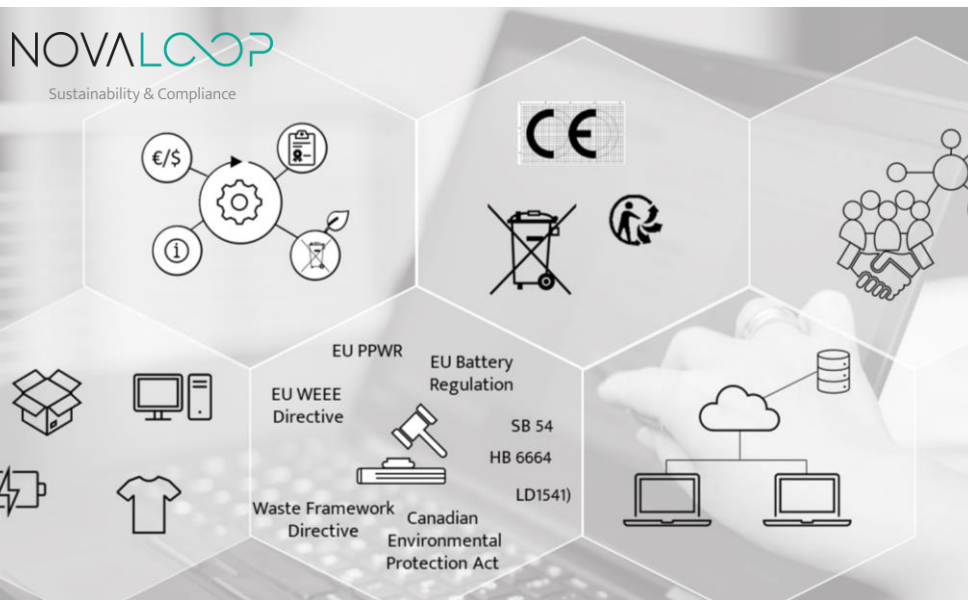 NOVALOOP
Sustainability & Compliance
€/$
i
CE
EU PPWR
EU Battery
Regulation
EU WEEE
Directive
SB 54
HB 6664
LD1541)
Waste Framework
Directive
Canadian
Environmental
Protection Act